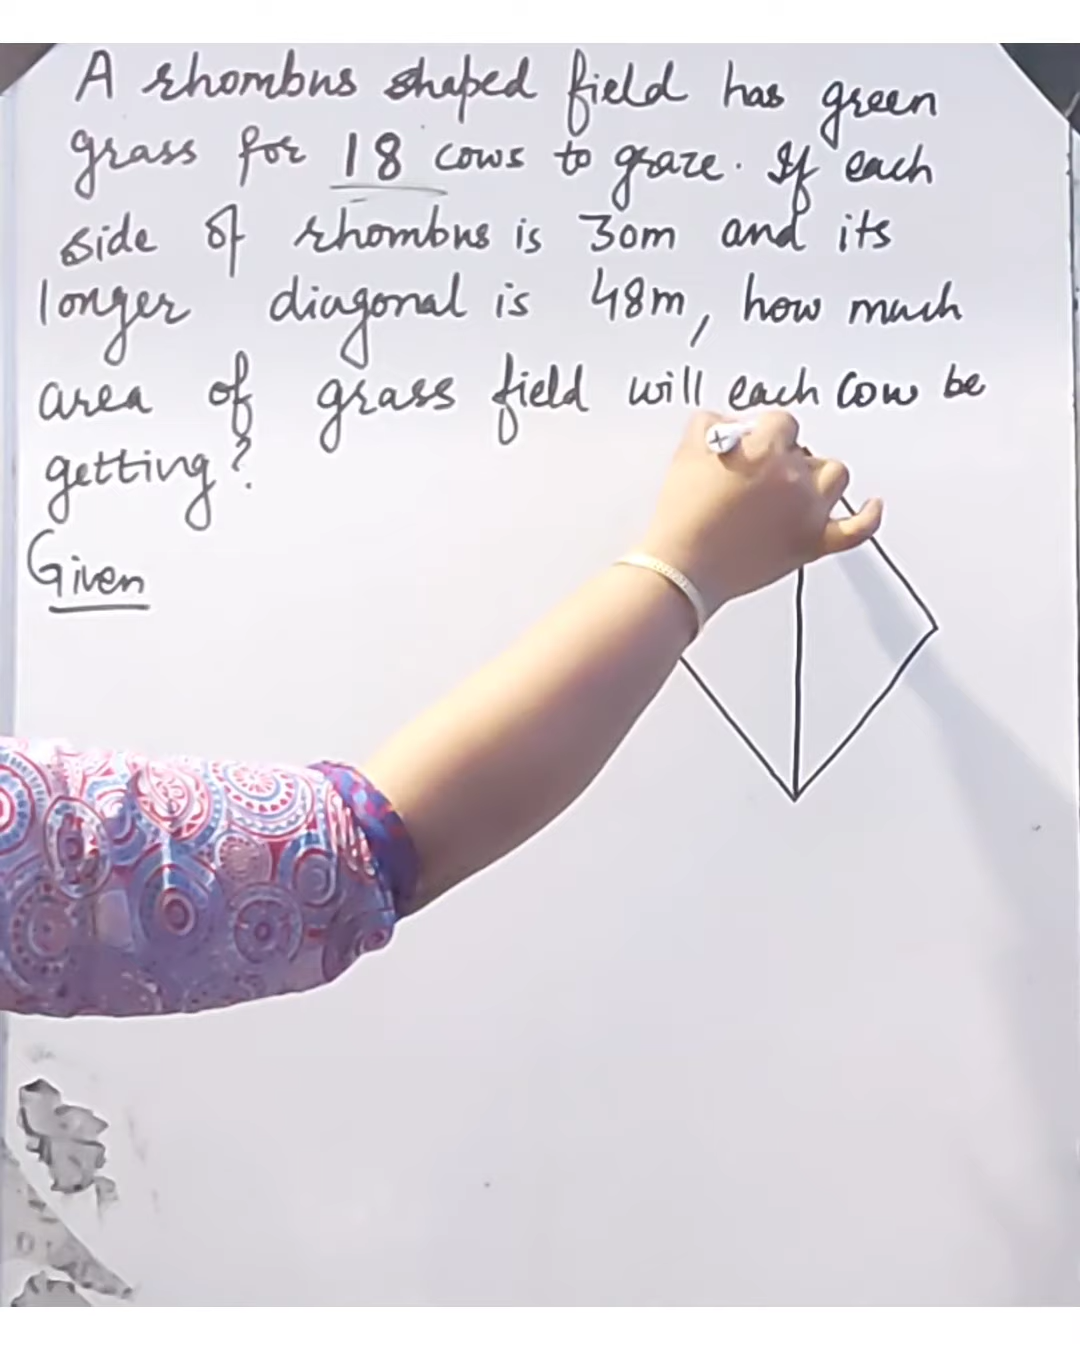 A rhombus shaped field has green
grass for 18 cows to graze. If each
side of rhombus is 30m and its
longer diagonal is 48m, how much
area of grass field will each cow be
getting?
Given